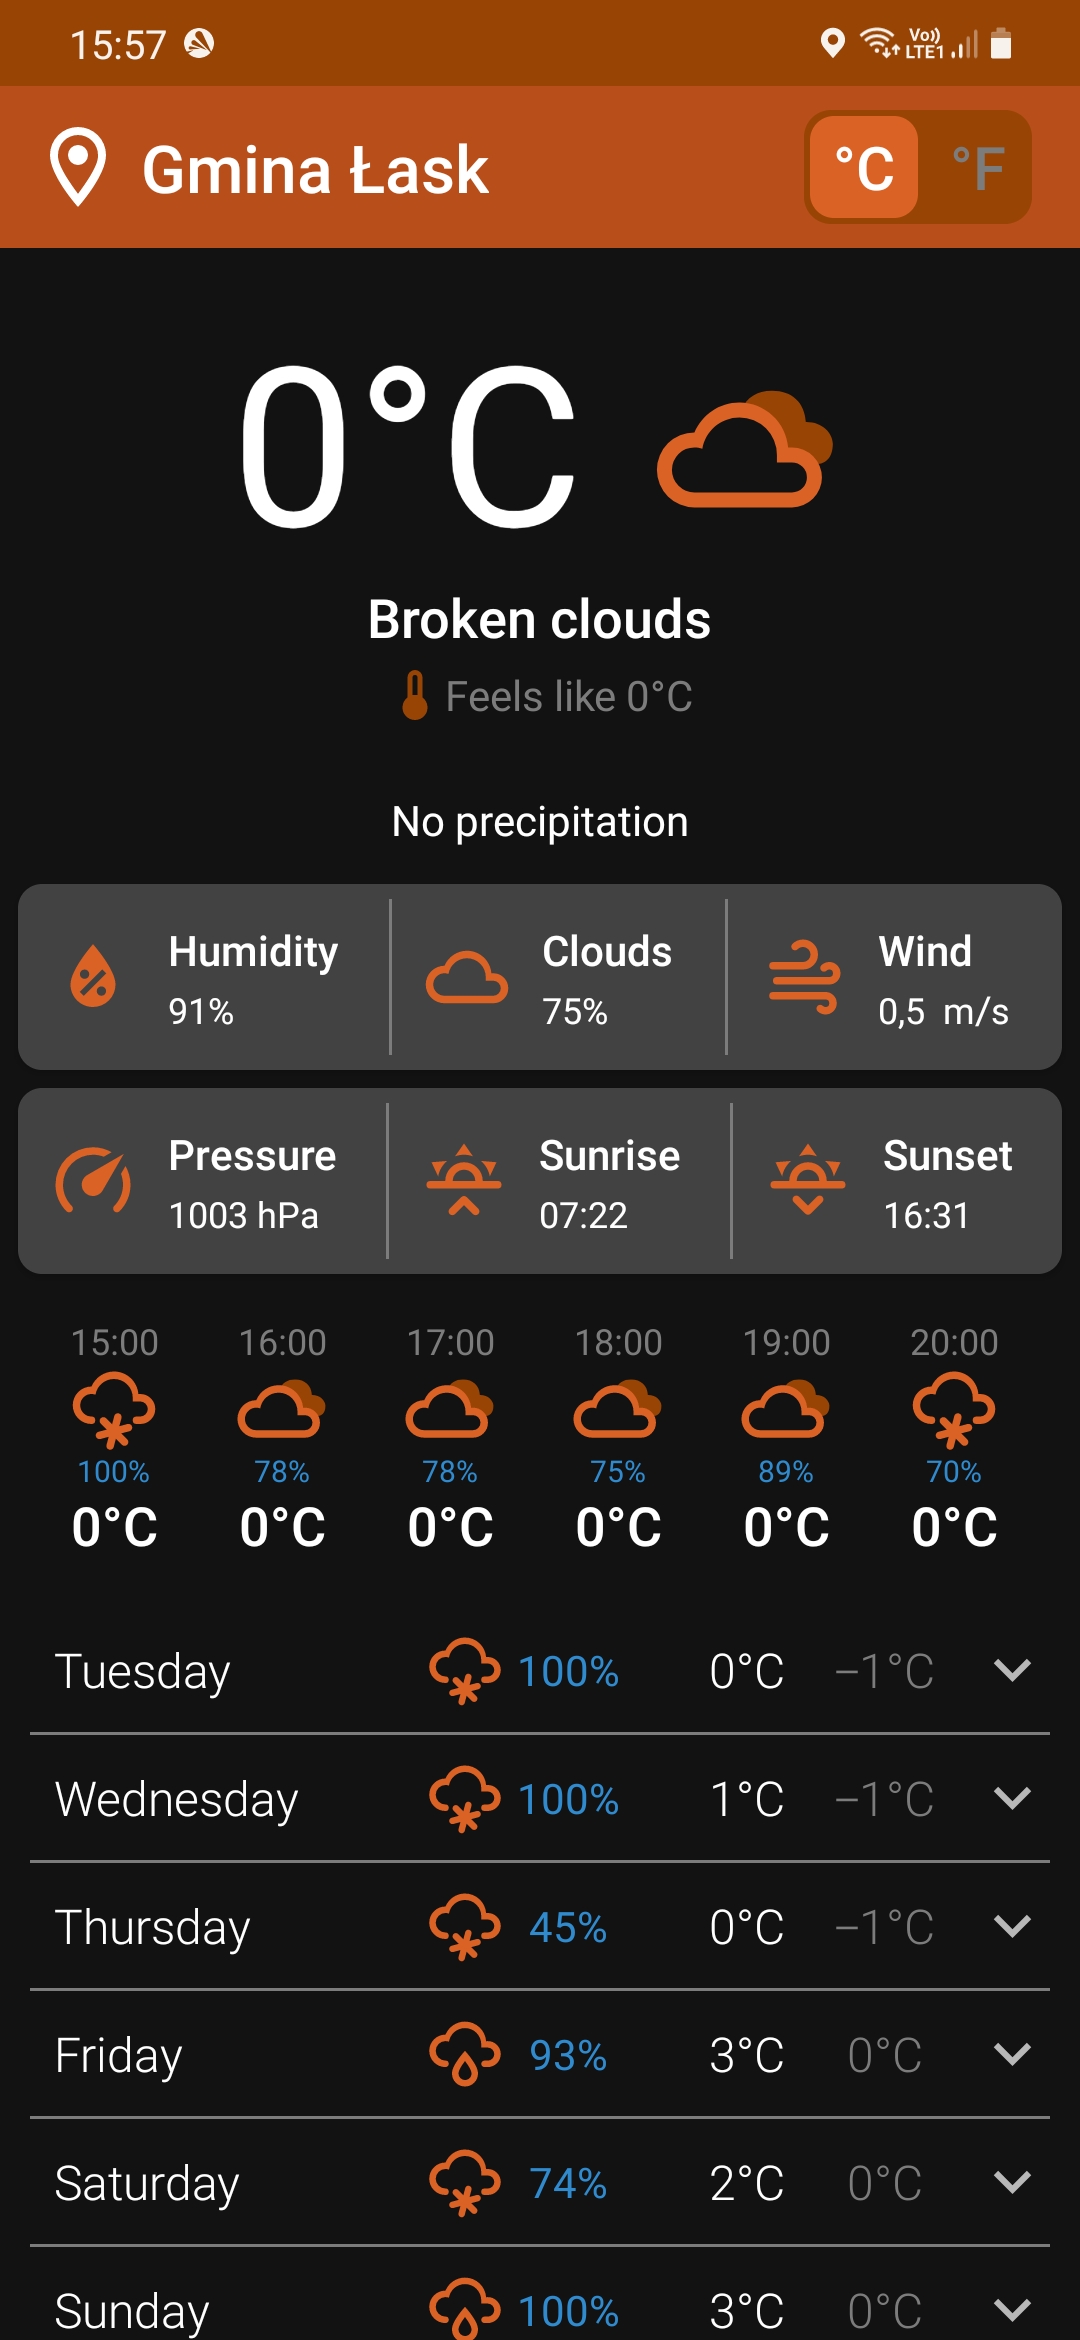 15:57 Vo)) LTE1
Gmina Łask °C °F
0°C
Broken clouds
Feels like 0°C
No precipitation
Humidity Clouds Wind
91% 75% 0,5 m/s
Pressure Sunrise Sunset
1003 hPa 07:22 16:31
15:00 16:00 17:00 18:00 19:00 20:00
100% 78% 78% 75% 89% 70%
0°C 0°C 0°C 0°C 0°C 0°C
Tuesday 100% 0°C –1°C
Wednesday 100% 1°C –1°C
Thursday 45% 0°C –1°C
Friday 93% 3°C 0°C
Saturday 74% 2°C 0°C
Sunday 100% 3°C 0°C